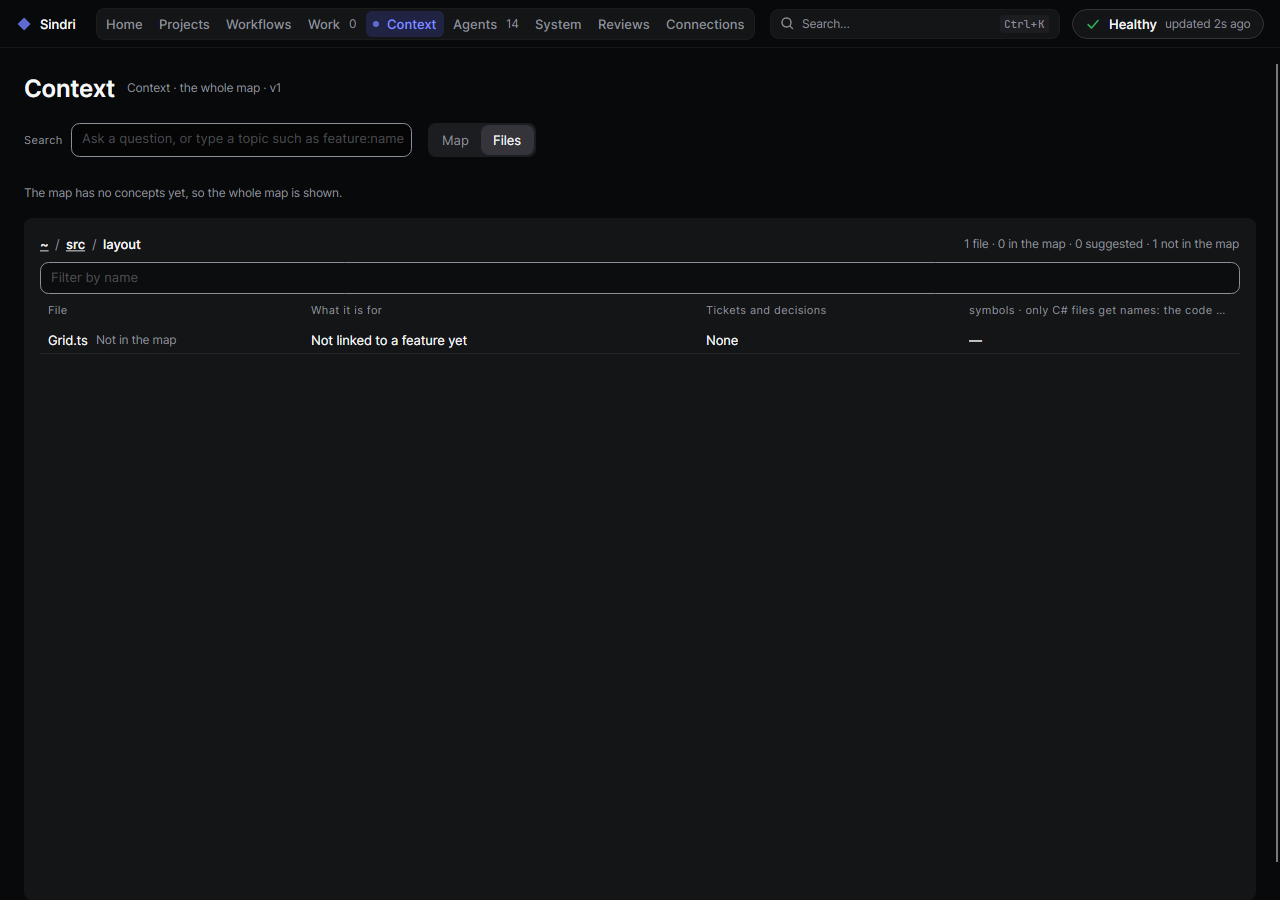 Sindri Home Projects Workflows Work 0 Context Agents 14 System Reviews Connections Search... Ctrl+K Healthy updated 2s ago
Context Context · the whole map · v1
Search Ask a question, or type a topic such as feature:name Map Files
The map has no concepts yet, so the whole map is shown.
~ / src / layout 1 file · 0 in the map · 0 suggested · 1 not in the map
Filter by name
File What it is for Tickets and decisions symbols · only C# files get names: the code ...
Grid.ts Not in the map Not linked to a feature yet None —